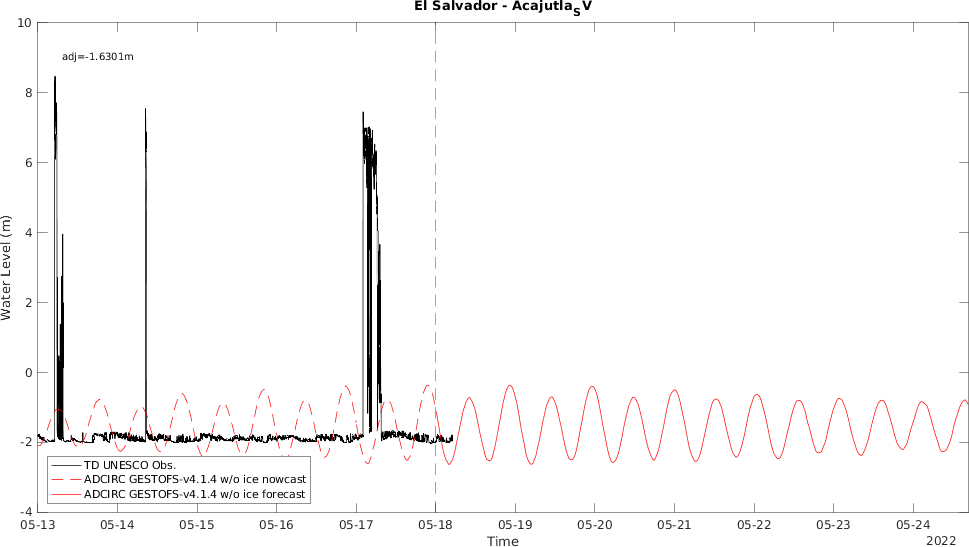 El Salvador - AcajutlaSV
adj=-1.6301m
Water Level (m)
10
8
6
4
2
0
-2
-4
TD UNESCO Obs.
ADCIRC GESTOFS-v4.1.4 w/o ice nowcast
ADCIRC GESTOFS-v4.1.4 w/o ice forecast
05-13 05-14 05-15 05-16 05-17 05-18 05-19 05-20 05-21 05-22 05-23 05-24
Time
2022